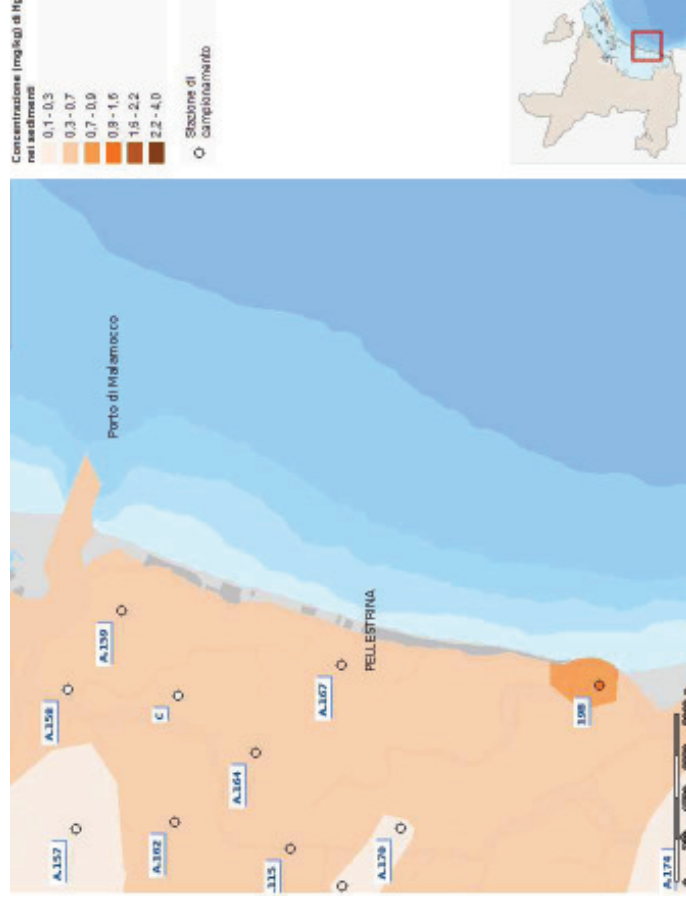 Concentrazione (mg/kg) di Hg
nei sedimenti
0,1 - 0,3
0,3 - 0,7
0,7 - 0,9
0,9 - 1,6
1,6 - 2,2
2,2 - 4,0
Stazione di
campionamento
Porto di Malamocco
A.159
A.158
C
PELLESTRINA
A.167
A.164
198
A.157
A.162
115
A.170
A.174